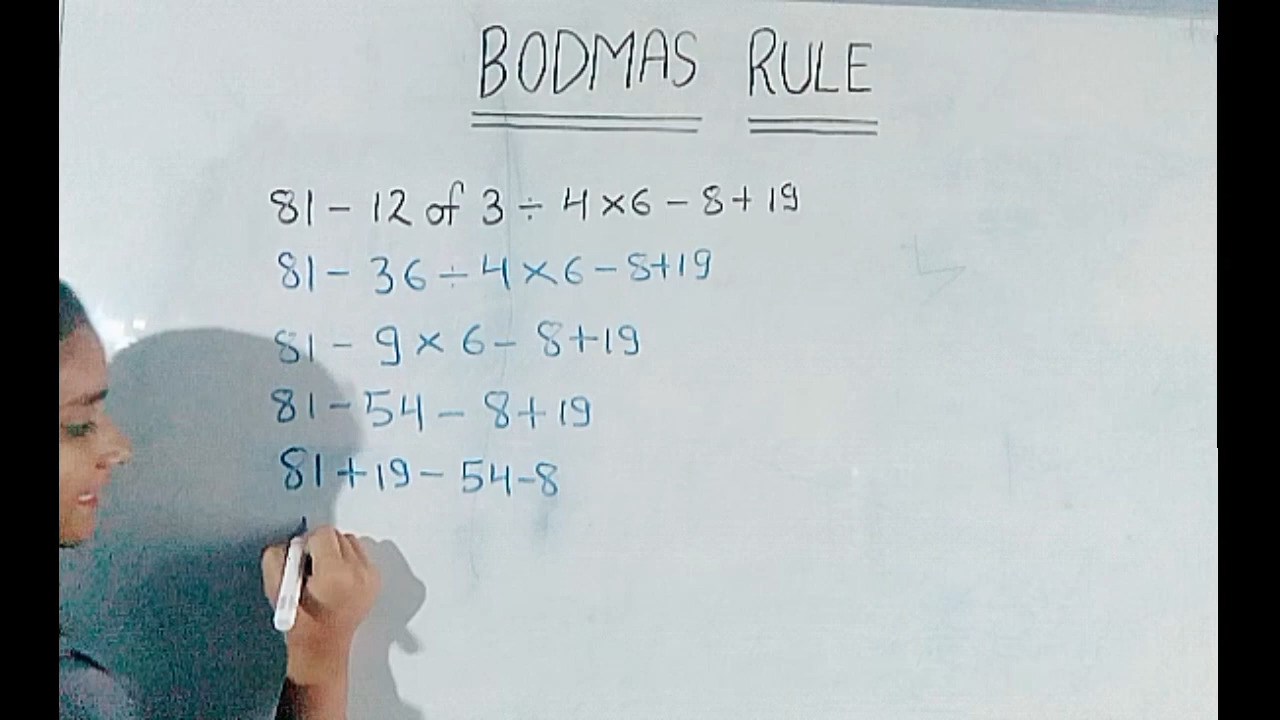 BODMAS RULE
81 - 12 of 3 ÷ 4 × 6 - 8 + 19
81 - 36 ÷ 4 × 6 - 8 + 19
81 - 9 × 6 - 8 + 19
81 - 54 - 8 + 19
81 + 19 - 54 - 8